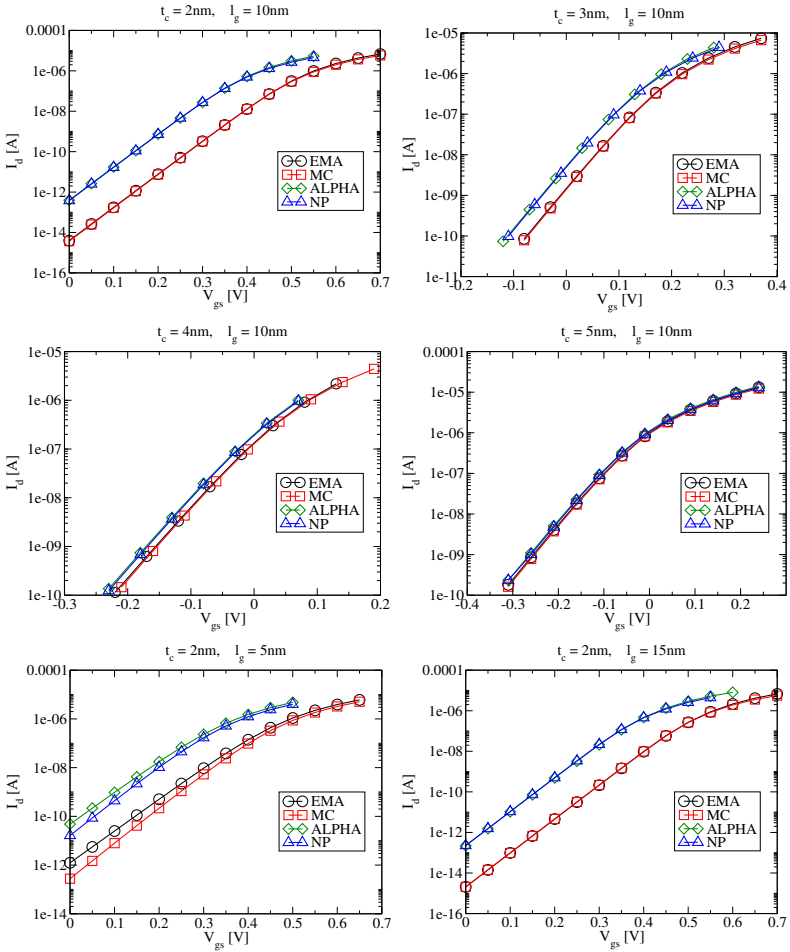 t_c = 2nm, l_g = 10nm
0.0001
1e-06
1e-08
1e-10
1e-12
1e-14
1e-16
I_d [A]
EMA
MC
ALPHA
NP
0 0.1 0.2 0.3 0.4 0.5 0.6 0.7
V_gs [V]
t_c = 3nm, l_g = 10nm
1e-05
1e-06
1e-07
1e-08
1e-09
1e-10
1e-11
I_d [A]
EMA
MC
ALPHA
NP
-0.2 -0.1 0 0.1 0.2 0.3 0.4
V_gs [V]
t_c = 4nm, l_g = 10nm
1e-05
1e-06
1e-07
1e-08
1e-09
1e-10
I_d [A]
EMA
MC
ALPHA
NP
-0.3 -0.2 -0.1 0 0.1 0.2
V_gs [V]
t_c = 5nm, l_g = 10nm
0.0001
1e-05
1e-06
1e-07
1e-08
1e-09
1e-10
I_d [A]
EMA
MC
ALPHA
NP
-0.4 -0.3 -0.2 -0.1 0 0.1 0.2
V_gs [V]
t_c = 2nm, l_g = 5nm
0.0001
1e-06
1e-08
1e-10
1e-12
1e-14
I_d [A]
EMA
MC
ALPHA
NP
0 0.1 0.2 0.3 0.4 0.5 0.6 0.7
V_gs [V]
t_c = 2nm, l_g = 15nm
0.0001
1e-06
1e-08
1e-10
1e-12
1e-14
1e-16
I_d [A]
EMA
MC
ALPHA
NP
0 0.1 0.2 0.3 0.4 0.5 0.6 0.7
V_gs [V]